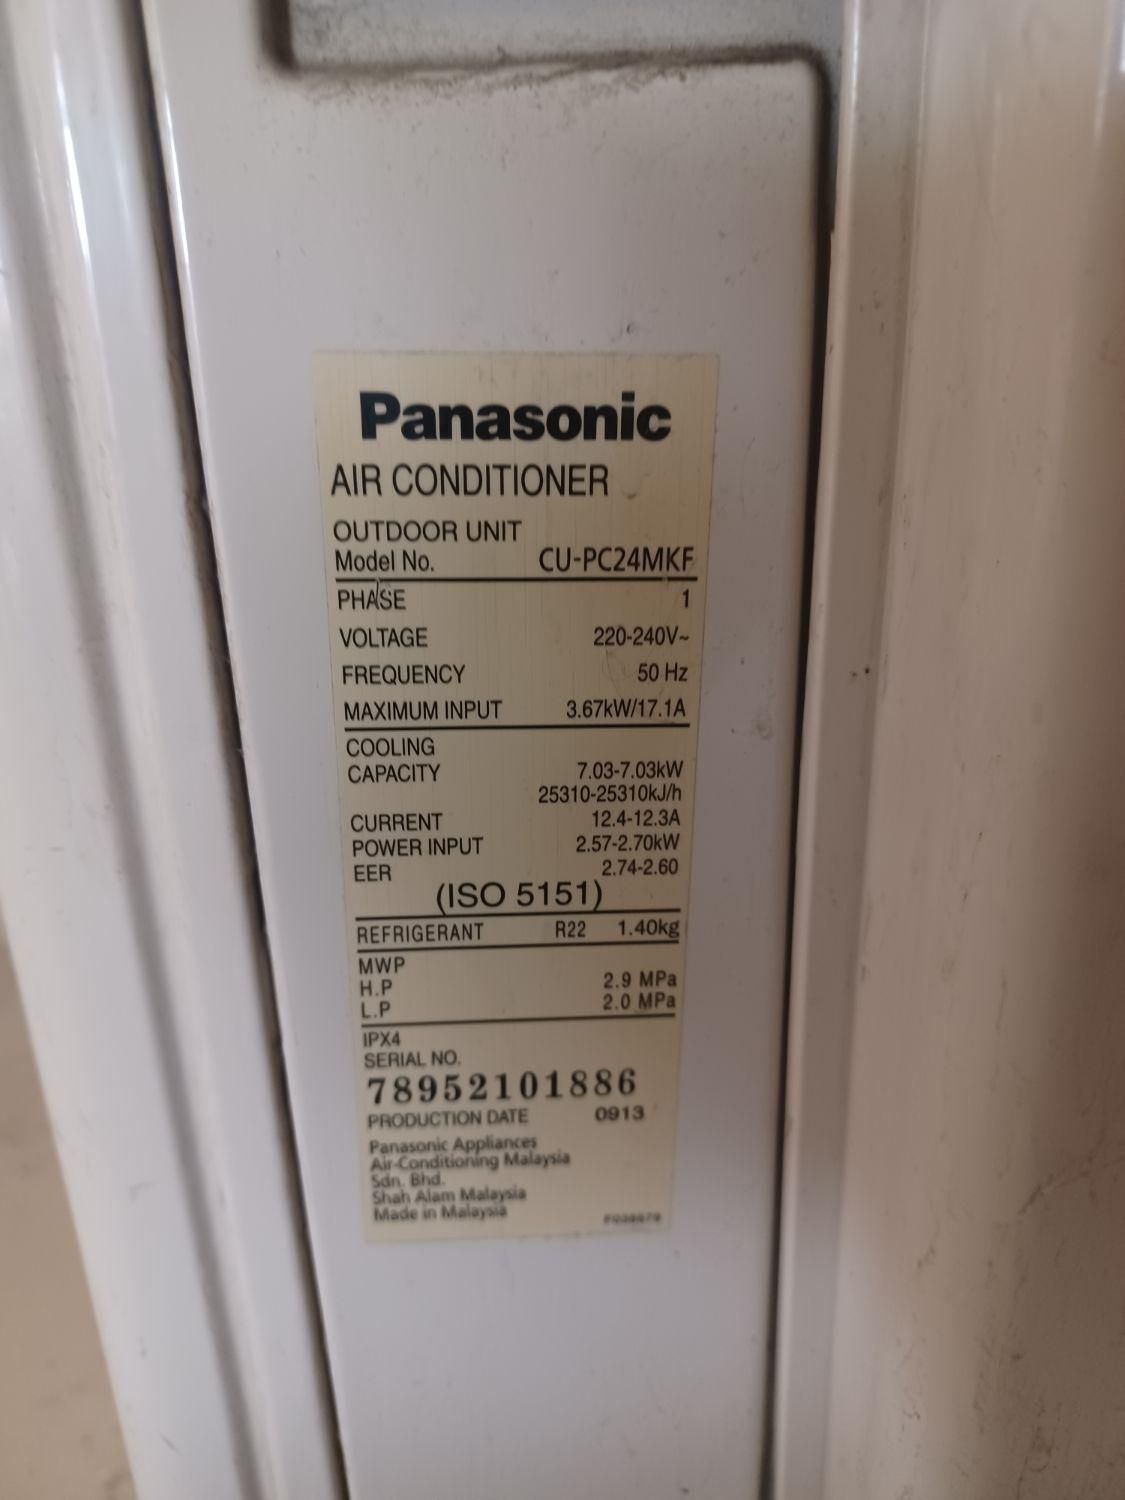 Panasonic
AIR CONDITIONER
OUTDOOR UNIT
Model No. CU-PC24MKF
PHASE 1
VOLTAGE 220-240V~
FREQUENCY 50 Hz
MAXIMUM INPUT 3.67kW/17.1A
COOLING
CAPACITY 7.03-7.03kW
25310-25310kJ/h
CURRENT 12.4-12.3A
POWER INPUT 2.57-2.70kW
EER 2.74-2.60
(ISO 5151)
REFRIGERANT R22 1.40kg
MWP
H.P 2.9 MPa
L.P 2.0 MPa
IPX4
SERIAL NO.
78952101886
PRODUCTION DATE 0913
Panasonic Appliances
Air-Conditioning Malaysia
Sdn. Bhd.
Shah Alam Malaysia
Made in Malaysia